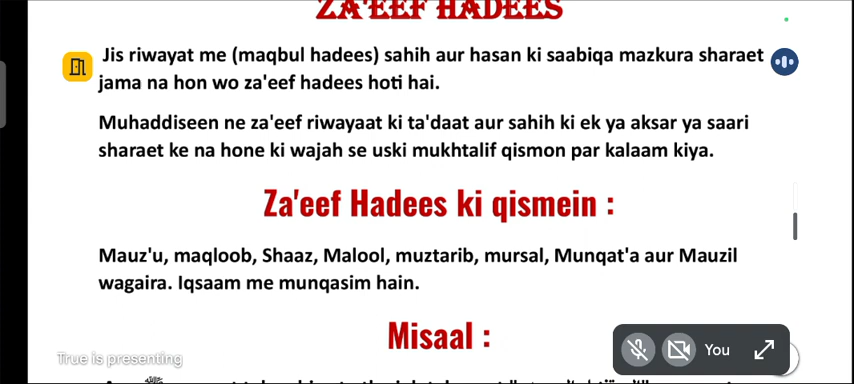 ZA'EEF HADEES
Jis riwayat me (maqbul hadees) sahih aur hasan ki saabiqa mazkura sharaet
jama na hon wo za'eef hadees hoti hai.
Muhaddiseen ne za'eef riwayaat ki ta'daat aur sahih ki ek ya aksar ya saari
sharaet ke na hone ki wajah se uski mukhtalif qismon par kalaam kiya.
Za'eef Hadees ki qismein :
Mauz'u, maqloob, Shaaz, Malool, muztarib, mursal, Munqat'a aur Mauzil
wagaira. Iqsaam me munqasim hain.
Misaal :
You
True is presenting